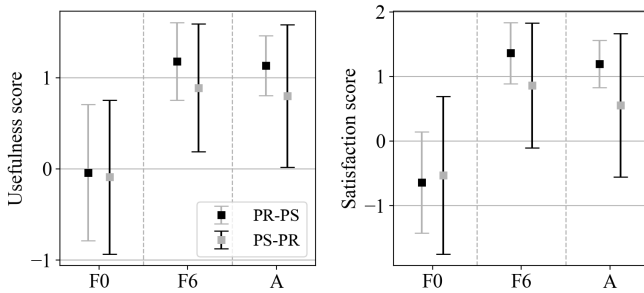 Usefulness score
1
0
−1
F0
F6
A
PR-PS
PS-PR
Satisfaction score
2
1
0
−1
F0
F6
A